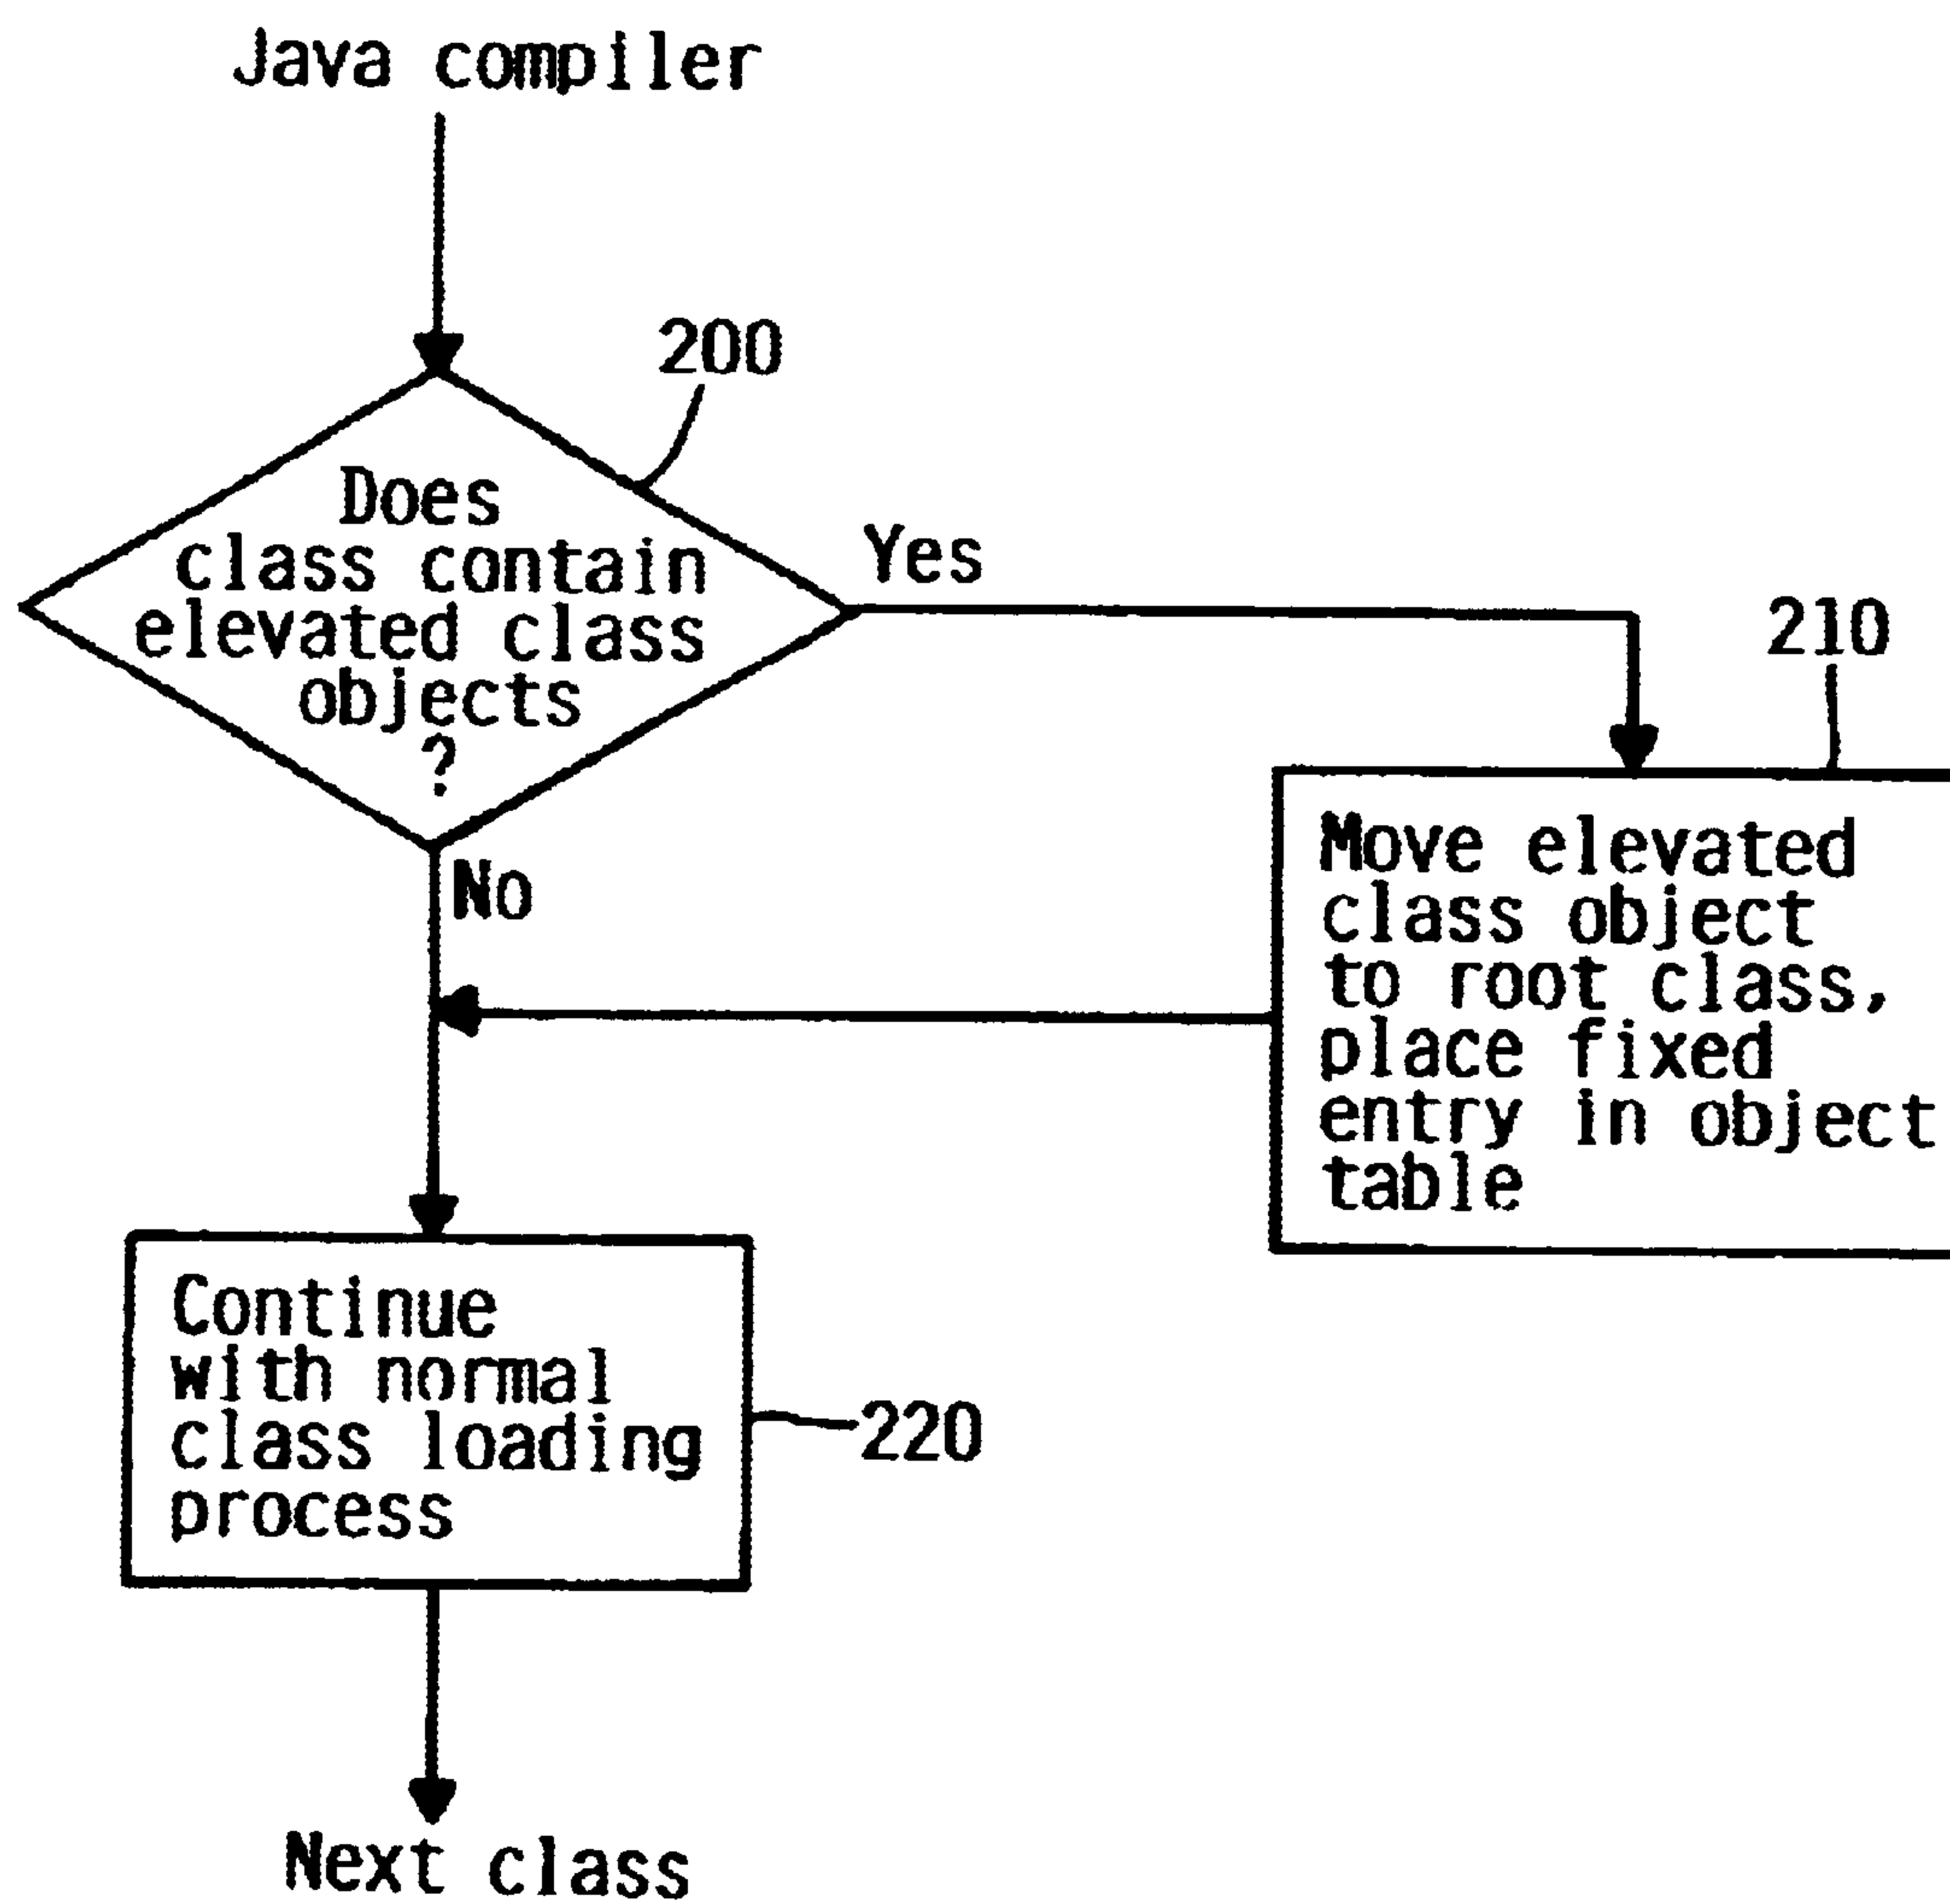 Java compiler
200
Does
class contain
elevated class
objects
?
Yes
No
210
Move elevated
class object
to root class,
place fixed
entry in object
table
Continue
with normal
class loading
process
220
Next class